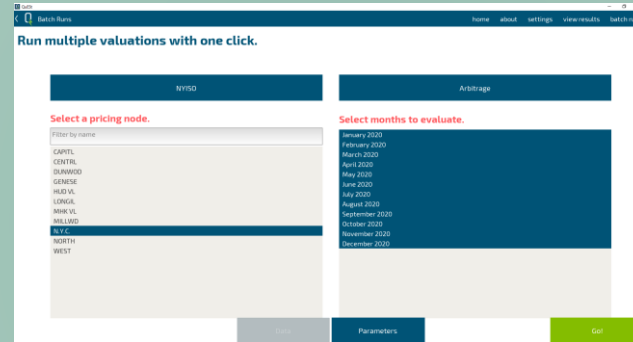 QuESt
Batch Runs
home about settings view results batch r
Run multiple valuations with one click.
NYISO
Arbitrage
Select a pricing node.
Select months to evaluate.
Filter by name
CAPITL
CENTRL
DUNWOD
GENESE
HUD VL
LONGIL
MHK VL
MILLWD
N.Y.C.
NORTH
WEST
January 2020
February 2020
March 2020
April 2020
May 2020
June 2020
July 2020
August 2020
September 2020
October 2020
November 2020
December 2020
Parameters
Go!